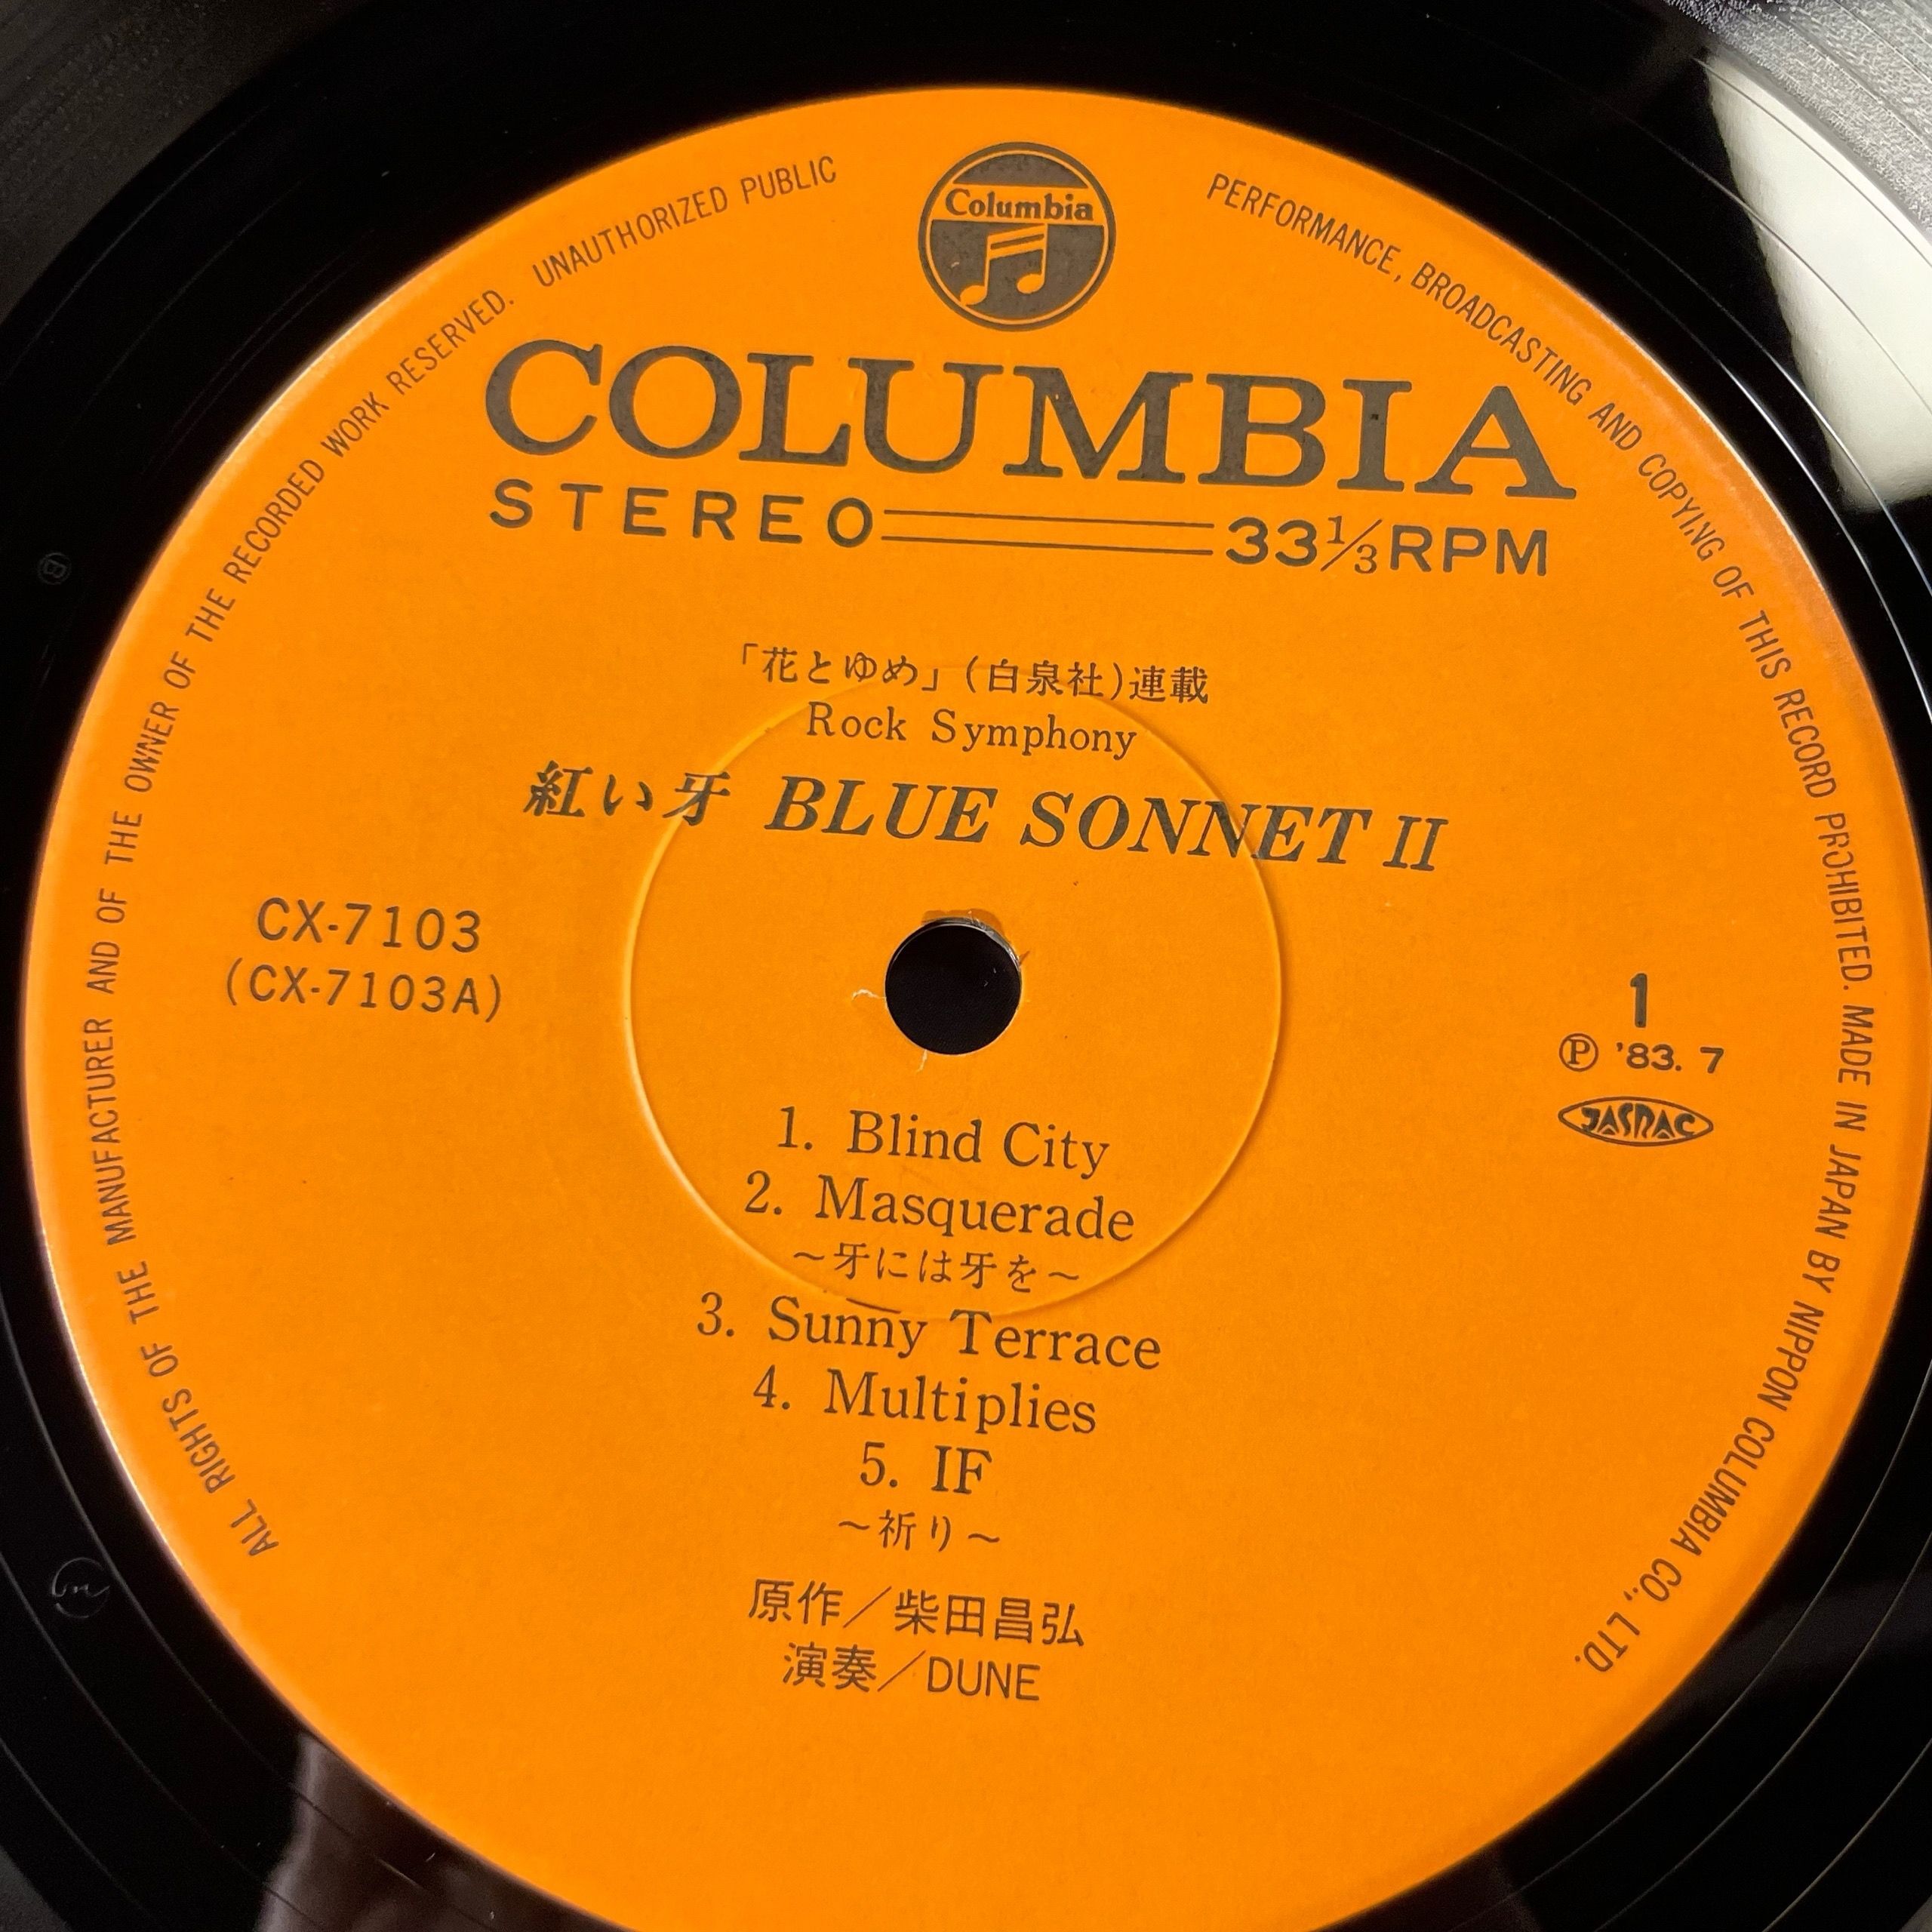 ALL RIGHTS OF THE MANUFACTURER AND OF THE OWNER OF THE RECORDED WORK RESERVED. UNAUTHORIZED PUBLIC PERFORMANCE, BROADCASTING AND COPYING OF THIS RECORD PROHIBITED. MADE IN JAPAN BY NIPPON COLUMBIA CO., LTD.
Columbia
COLUMBIA
STEREO 33⅓RPM
「花とゆめ」(白泉社)連載
Rock Symphony
紅い牙 BLUE SONNET II
CX-7103
(CX-7103A)
1
Ⓟ '83. 7
JASRAC
1. Blind City
2. Masquerade
～牙には牙を～
3. Sunny Terrace
4. Multiplies
5. IF
～祈り～
原作／柴田昌弘
演奏／DUNE